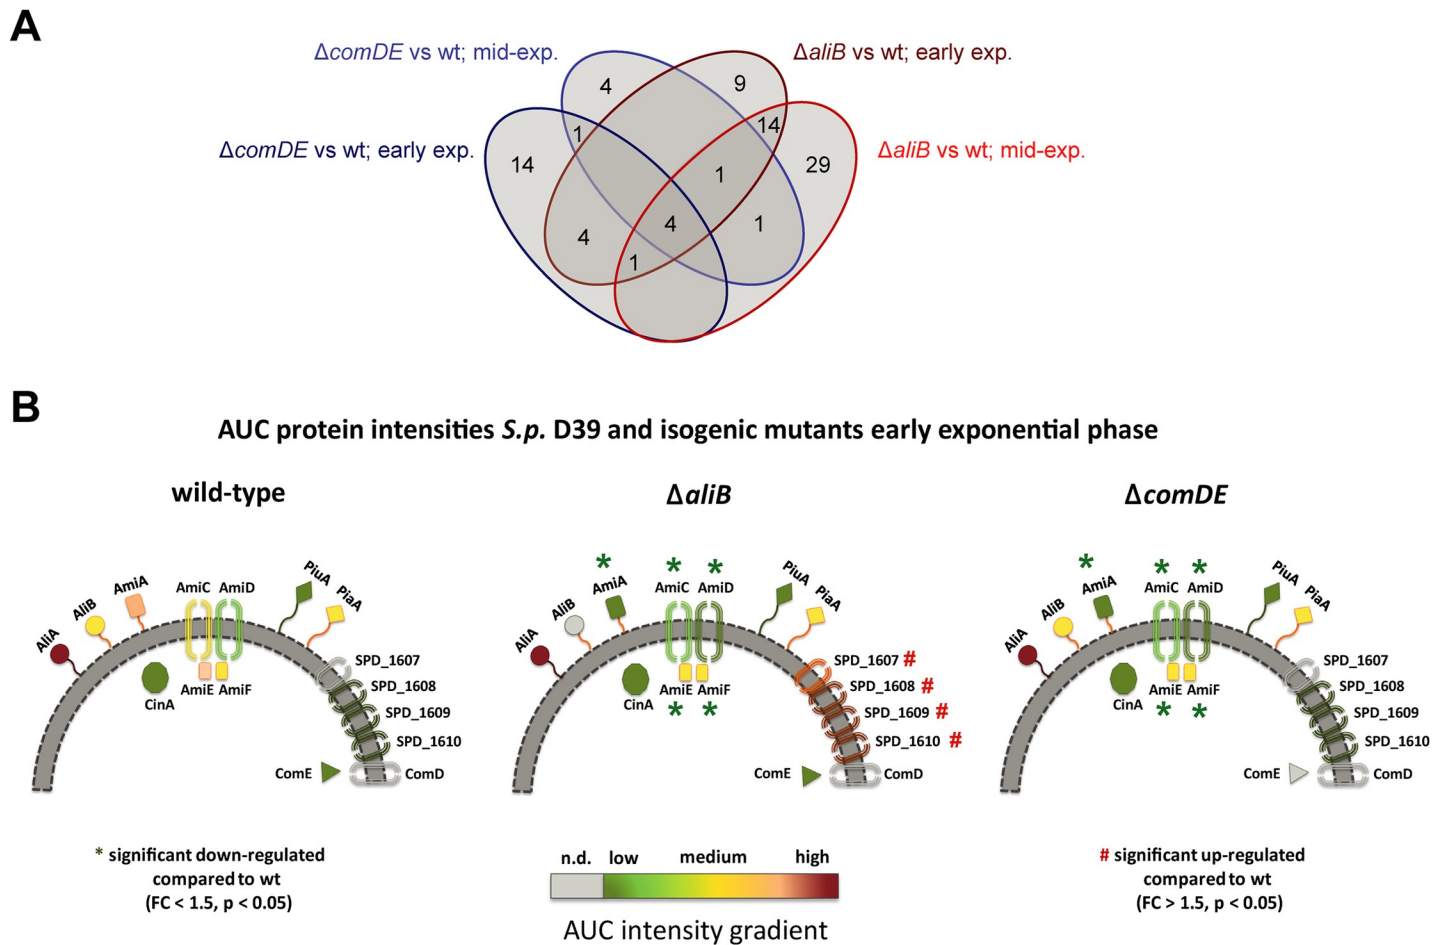 A
ΔcomDE vs wt; mid-exp.
ΔaliB vs wt; early exp.
4
9
1
14
ΔcomDE vs wt; early exp.
14
1
29
ΔaliB vs wt; mid-exp.
4
4
1
1
B
AUC protein intensities S.p. D39 and isogenic mutants early exponential phase
wild-type
AliA
AliB
AmiA
AmiC
AmiD
PiuA
PiaA
CinA
AmiE
AmiF
SPD_1607
SPD_1608
SPD_1609
SPD_1610
ComE
ComD
ΔaliB
AliA
AliB
*
AmiA
*
AmiC
*
AmiD
PiuA
PiaA
CinA
AmiE
*
AmiF
*
SPD_1607 #
SPD_1608 #
SPD_1609 #
SPD_1610 #
ComE
ComD
ΔcomDE
AliA
AliB
*
AmiA
*
AmiC
*
AmiD
PiuA
PiaA
CinA
AmiE
*
AmiF
*
SPD_1607
SPD_1608
SPD_1609
SPD_1610
ComE
ComD
* significant down-regulated
compared to wt
(FC < 1.5, p < 0.05)
n.d. low medium high
AUC intensity gradient
# significant up-regulated
compared to wt
(FC > 1.5, p < 0.05)